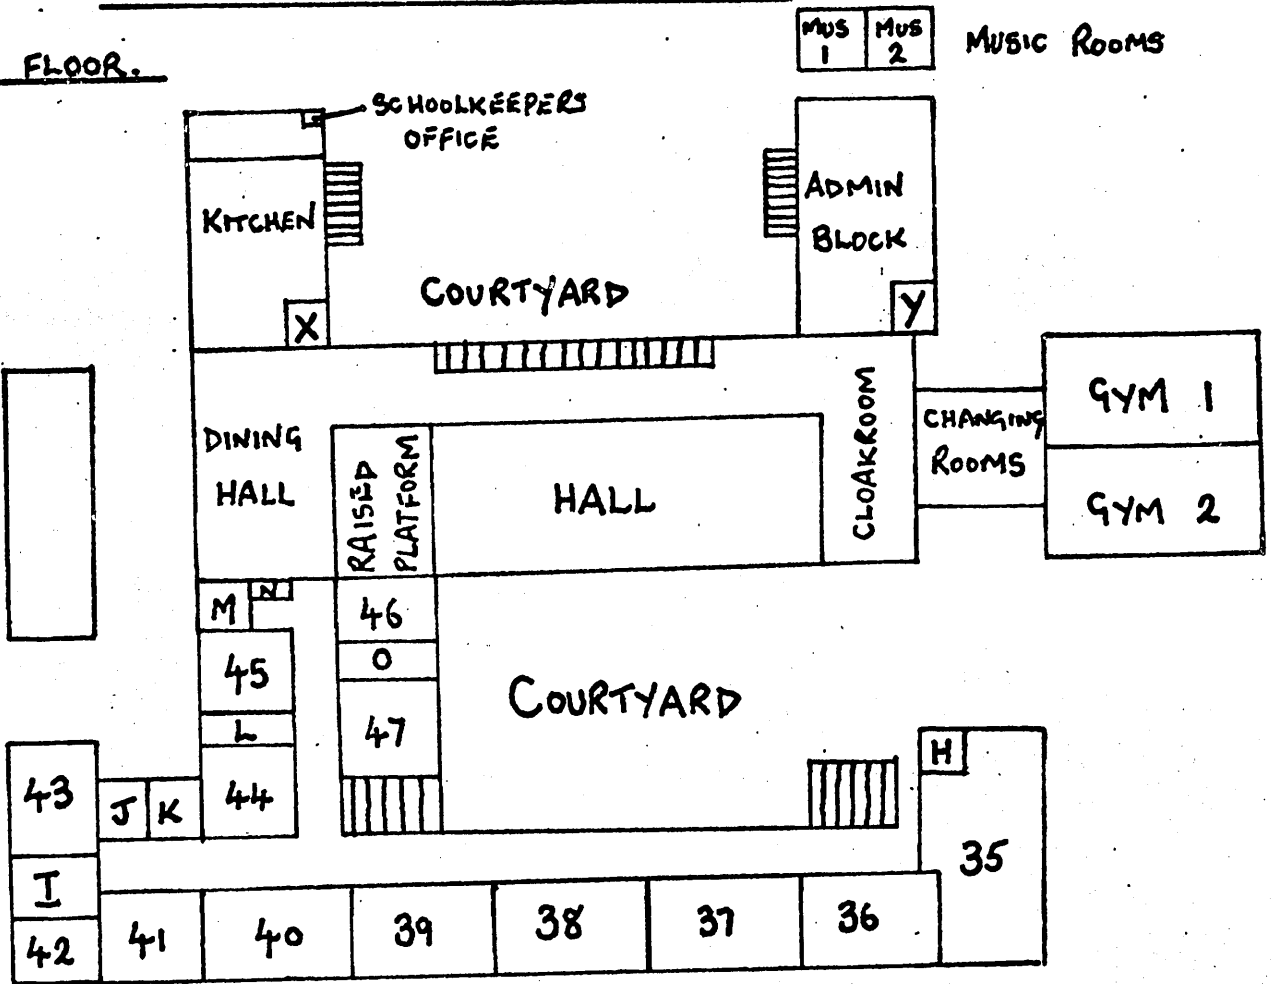 FLOOR.
MUS 1
MUS 2
MUSIC ROOMS
SCHOOLKEEPERS
OFFICE
KITCHEN
ADMIN
BLOCK
COURTYARD
X
Y
DINING
HALL
RAISED
PLATFORM
HALL
CLOAKROOM
CHANGING
ROOMS
GYM 1
GYM 2
M
N
46
O
45
47
L
COURTYARD
H
43
J
K
44
35
I
42
41
40
39
38
37
36